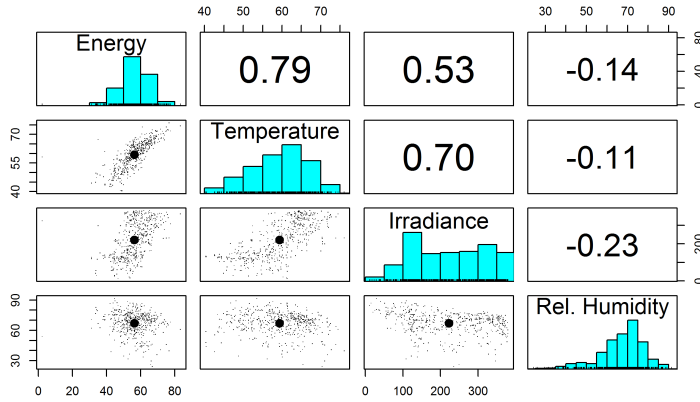 40 50 60 70 30 50 70 90
Energy 0.79 0.53 -0.14
0 40 80
40 55 70
Temperature 0.70 -0.11
Irradiance -0.23
0 200
30 60 90
Rel. Humidity
0 20 40 60 80 0 100 200 300